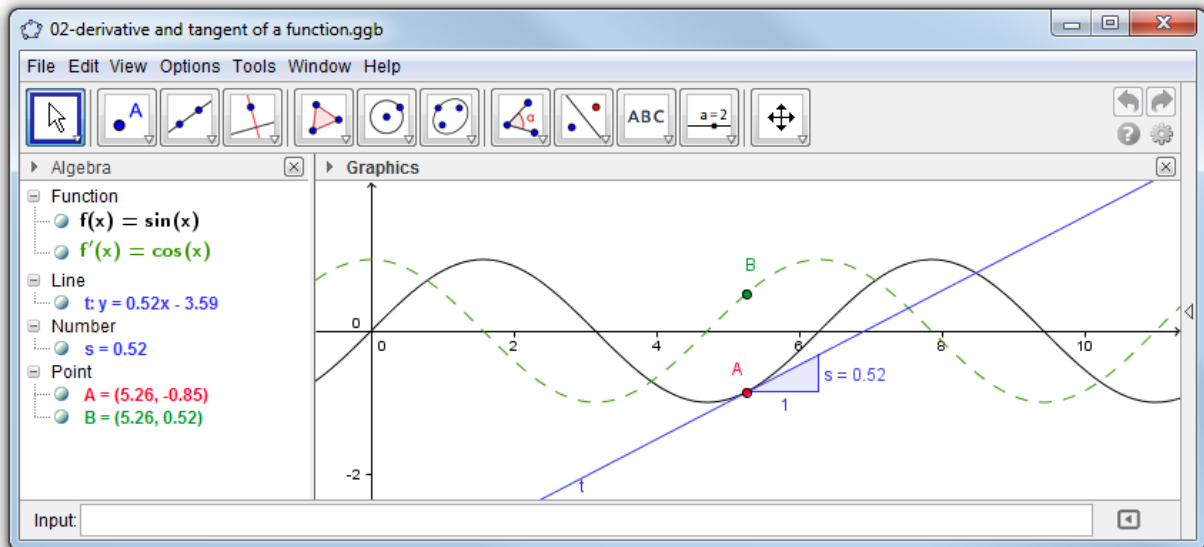 02-derivative and tangent of a function.ggb
File Edit View Options Tools Window Help
A
α
ABC
a=2
?
Algebra
Graphics
Function
f(x) = sin(x)
f′(x) = cos(x)
Line
t: y = 0.52x - 3.59
Number
s = 0.52
Point
A = (5.26, -0.85)
B = (5.26, 0.52)
B
0
0 2 4 6 8 10
A
s = 0.52
1
-2
t
Input: